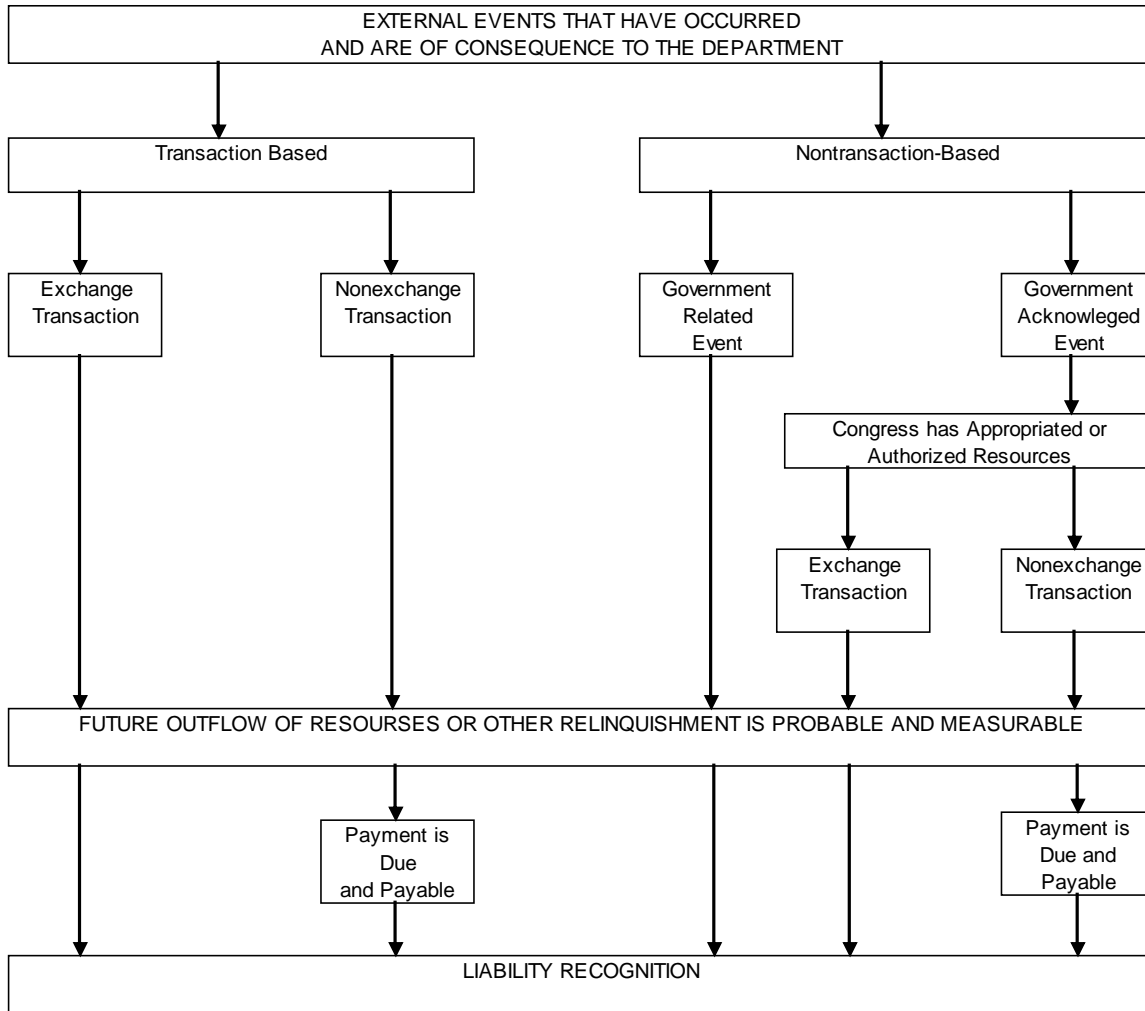 EXTERNAL EVENTS THAT HAVE OCCURRED
AND ARE OF CONSEQUENCE TO THE DEPARTMENT
Transaction Based
Nontransaction-Based
Exchange
Transaction
Nonexchange
Transaction
Government
Related
Event
Government
Acknowleged
Event
Congress has Appropriated or
Authorized Resources
Exchange
Transaction
Nonexchange
Transaction
FUTURE OUTFLOW OF RESOURSES OR OTHER RELINQUISHMENT IS PROBABLE AND MEASURABLE
Payment is
Due
and Payable
Payment is
Due and
Payable
LIABILITY RECOGNITION